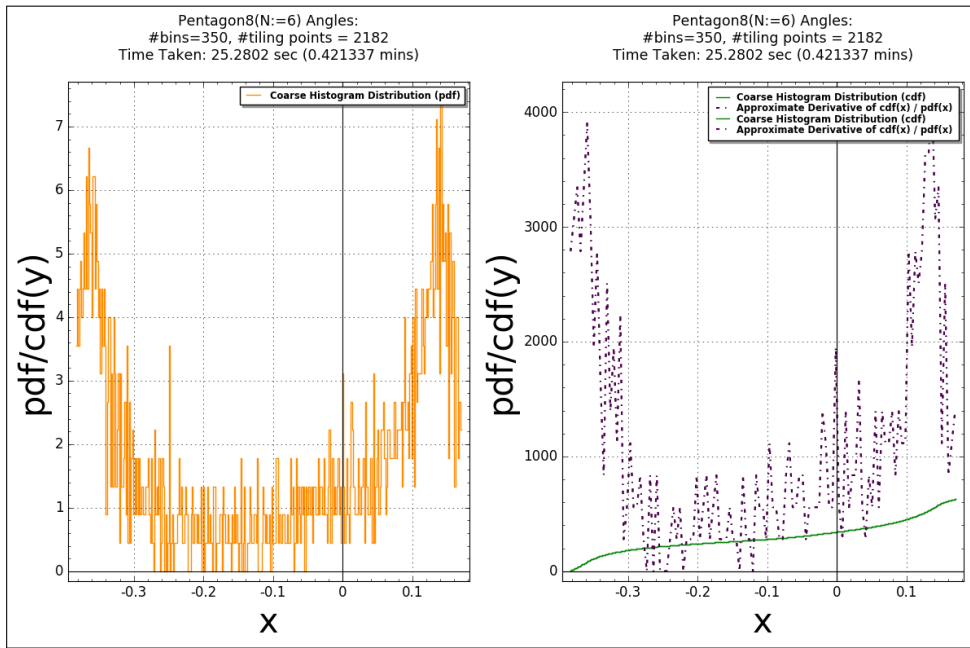 Pentagon8(N:=6) Angles:
#bins=350, #tiling points = 2182
Time Taken: 25.2802 sec (0.421337 mins)
Coarse Histogram Distribution (pdf)
pdf/cdf(y)
7
6
5
4
3
2
1
0
-0.3
-0.2
-0.1
0
0.1
x
Pentagon8(N:=6) Angles:
#bins=350, #tiling points = 2182
Time Taken: 25.2802 sec (0.421337 mins)
Coarse Histogram Distribution (cdf)
Approximate Derivative of cdf(x) / pdf(x)
Coarse Histogram Distribution (cdf)
Approximate Derivative of cdf(x) / pdf(x)
pdf/cdf(y)
4000
3000
2000
1000
0
-0.3
-0.2
-0.1
0
0.1
x